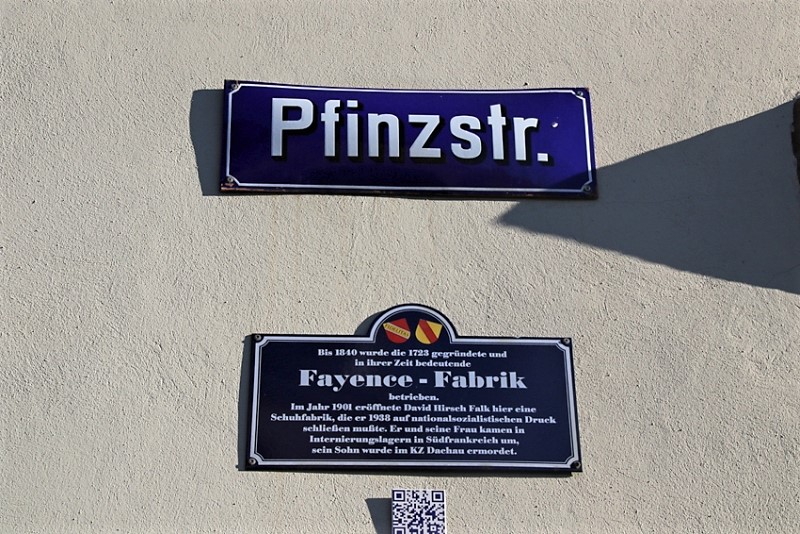 Pfinzstr.
FIDELITAS
Bis 1840 wurde die 1723 gegründete und
in ihrer Zeit bedeutende
Fayence - Fabrik
betrieben.
Im Jahr 1901 eröffnete David Hirsch Falk hier eine
Schuhfabrik, die er 1938 auf nationalsozialistischen Druck
schließen mußte. Er und seine Frau kamen in
Internierungslagern in Südfrankreich um,
sein Sohn wurde im KZ Dachau ermordet.